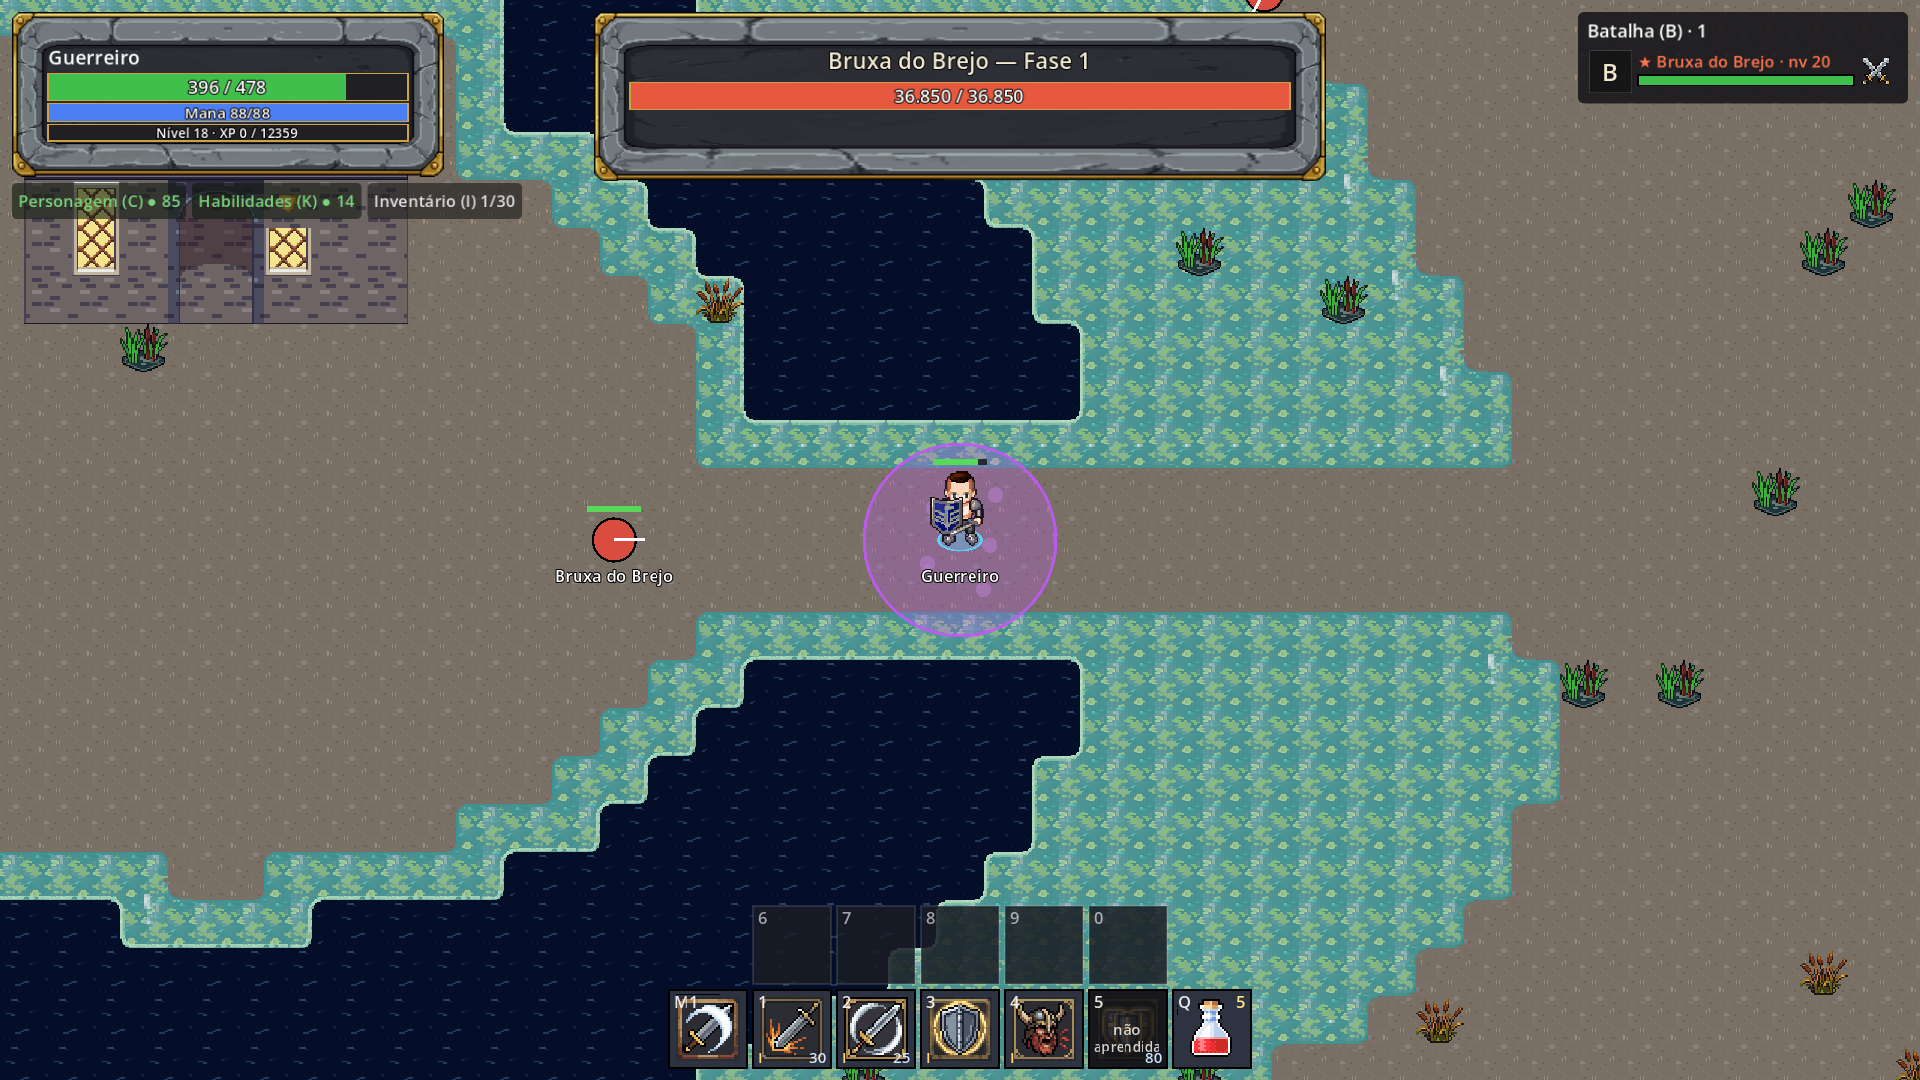 Guerreiro
396 / 478
Mana 88/88
Nível 18 · XP 0 / 12359
Personagem (C) ● 85
Habilidades (K) ● 14
Inventário (I) 1/30
Bruxa do Brejo — Fase 1
36.850 / 36.850
Batalha (B) · 1
B
★ Bruxa do Brejo · nv 20
Bruxa do Brejo
Guerreiro
6
7
8
9
0
M1
1
I
30
2
I
25
3
I
4
I
5
não
aprendida
80
Q
5